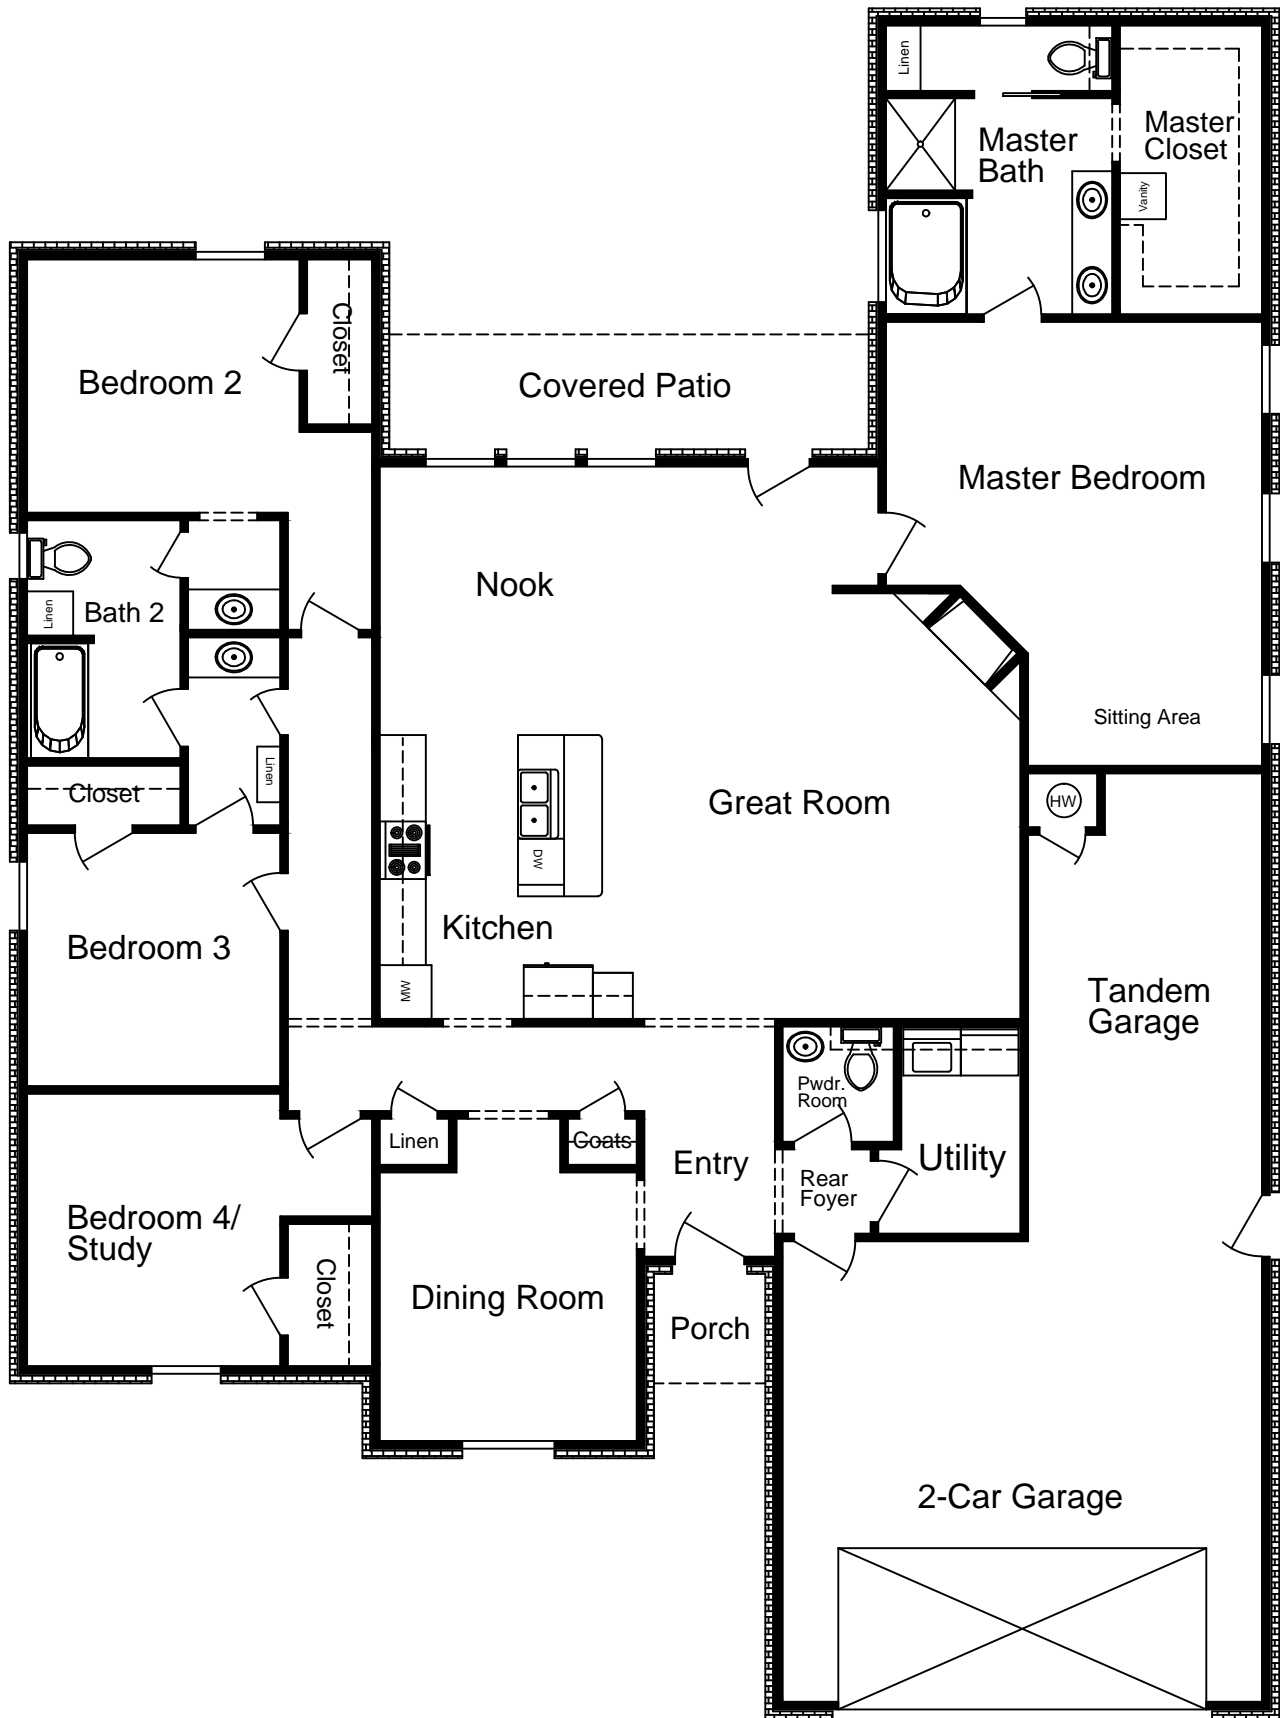 Linen
Master
Bath
Master
Closet
Vanity
Closet
Bedroom 2
Covered Patio
Master Bedroom
Nook
Linen
Bath 2
Sitting Area
Linen
Closet
HW
Great Room
DW
Kitchen
Bedroom 3
MW
Tandem
Garage
Pwdr.
Room
Linen
Coats
Entry
Utility
Rear
Foyer
Bedroom 4/
Study
Closet
Dining Room
Porch
2-Car Garage